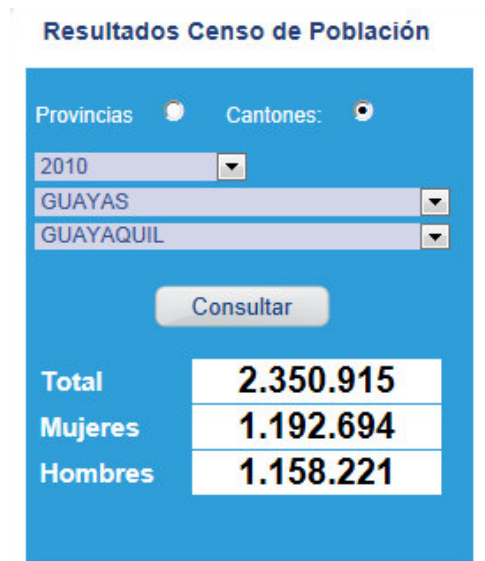 Resultados Censo de Población
Provincias Cantones:
2010
GUAYAS
GUAYAQUIL
Consultar
Total 2.350.915
Mujeres 1.192.694
Hombres 1.158.221